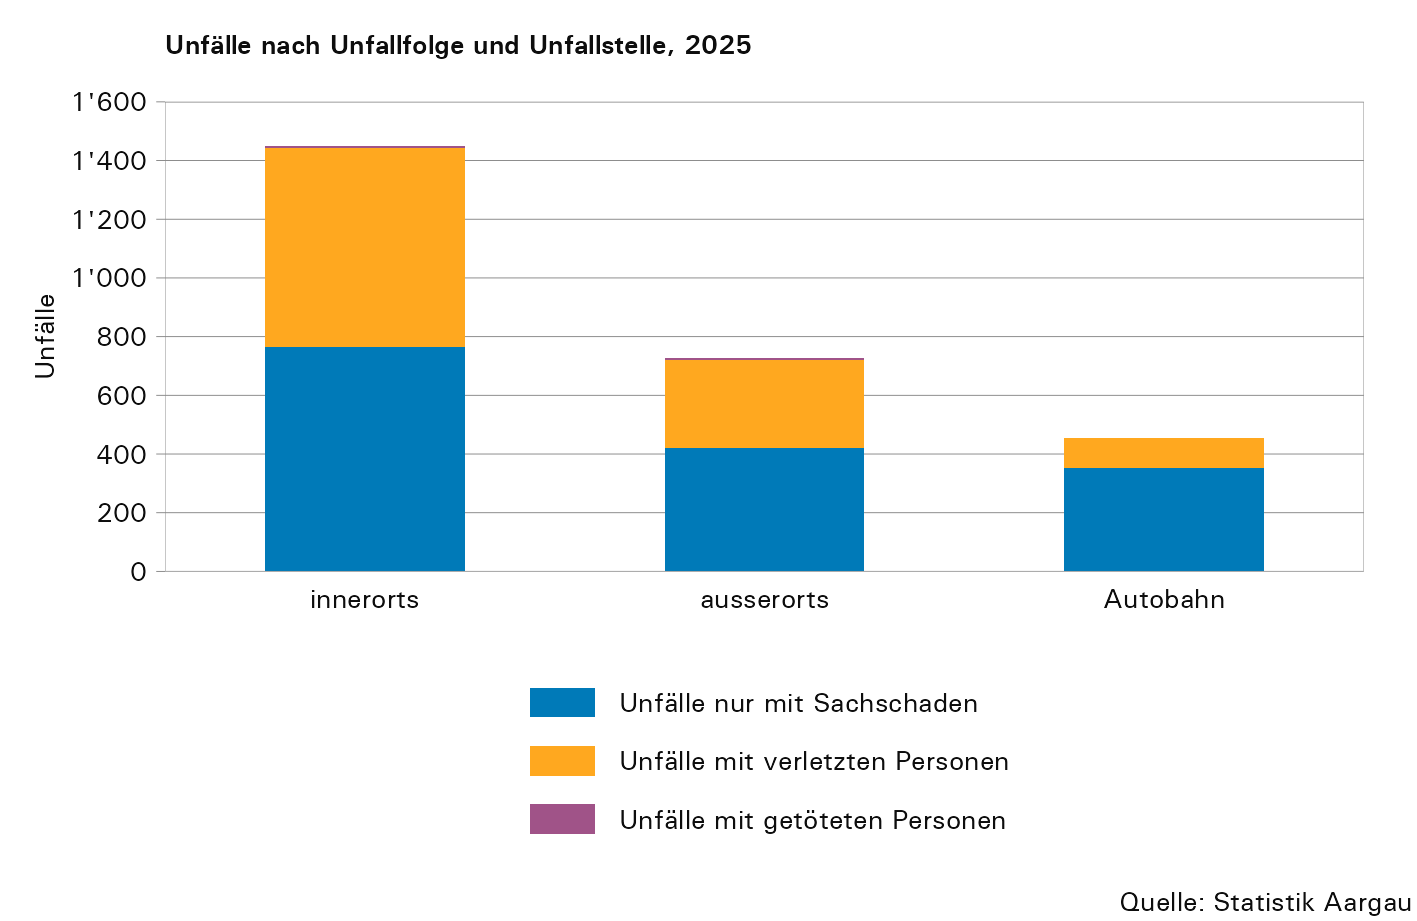 Unfälle nach Unfallfolge und Unfallstelle, 2025
1'600
1'400
1'200
1'000
800
600
400
200
0
Unfälle
innerorts
ausserorts
Autobahn
Unfälle nur mit Sachschaden
Unfälle mit verletzten Personen
Unfälle mit getöteten Personen
Quelle: Statistik Aargau